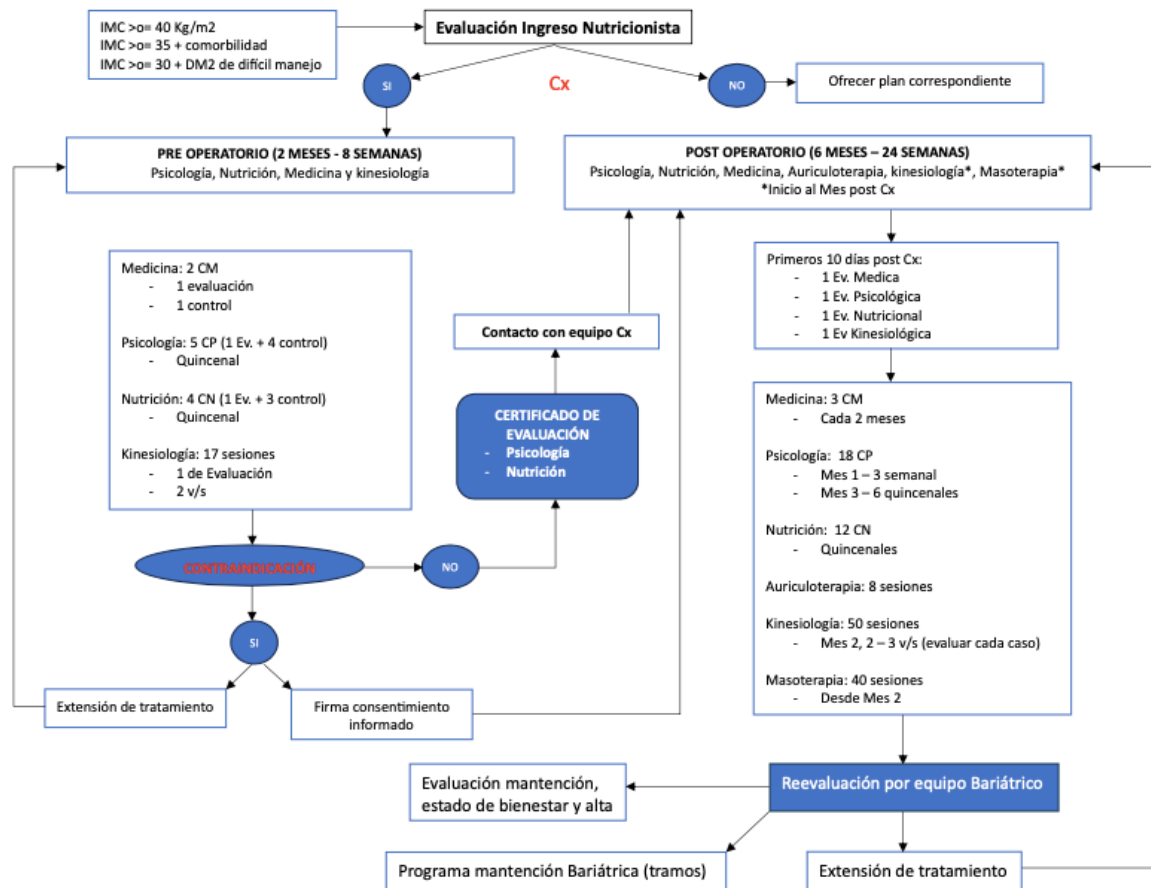 IMC >o= 40 Kg/m2
IMC >o= 35 + comorbilidad
IMC >o= 30 + DM2 de difícil manejo
Evaluación Ingreso Nutricionista
SI
Cx
NO
Ofrecer plan correspondiente
PRE OPERATORIO (2 MESES - 8 SEMANAS)
Psicología, Nutrición, Medicina y kinesiología
POST OPERATORIO (6 MESES – 24 SEMANAS)
Psicología, Nutrición, Medicina, Auriculoterapia, kinesiología*, Masoterapia*
*Inicio al Mes post Cx
Medicina: 2 CM
- 1 evaluación
- 1 control
Psicología: 5 CP (1 Ev. + 4 control)
- Quincenal
Nutrición: 4 CN (1 Ev. + 3 control)
- Quincenal
Kinesiología: 17 sesiones
- 1 de Evaluación
- 2 v/s
CONTRAINDICACIÓN
NO
SI
Extensión de tratamiento
Firma consentimiento
informado
CERTIFICADO DE
EVALUACIÓN
- Psicología
- Nutrición
Contacto con equipo Cx
Primeros 10 días post Cx:
- 1 Ev. Medica
- 1 Ev. Psicológica
- 1 Ev. Nutricional
- 1 Ev Kinesiológica
Medicina: 3 CM
- Cada 2 meses
Psicología: 18 CP
- Mes 1 – 3 semanal
- Mes 3 – 6 quincenales
Nutrición: 12 CN
- Quincenales
Auriculoterapia: 8 sesiones
Kinesiología: 50 sesiones
- Mes 2, 2 – 3 v/s (evaluar cada caso)
Masoterapia: 40 sesiones
- Desde Mes 2
Reevaluación por equipo Bariátrico
Evaluación mantención,
estado de bienestar y alta
Programa mantención Bariátrica (tramos)
Extensión de tratamiento